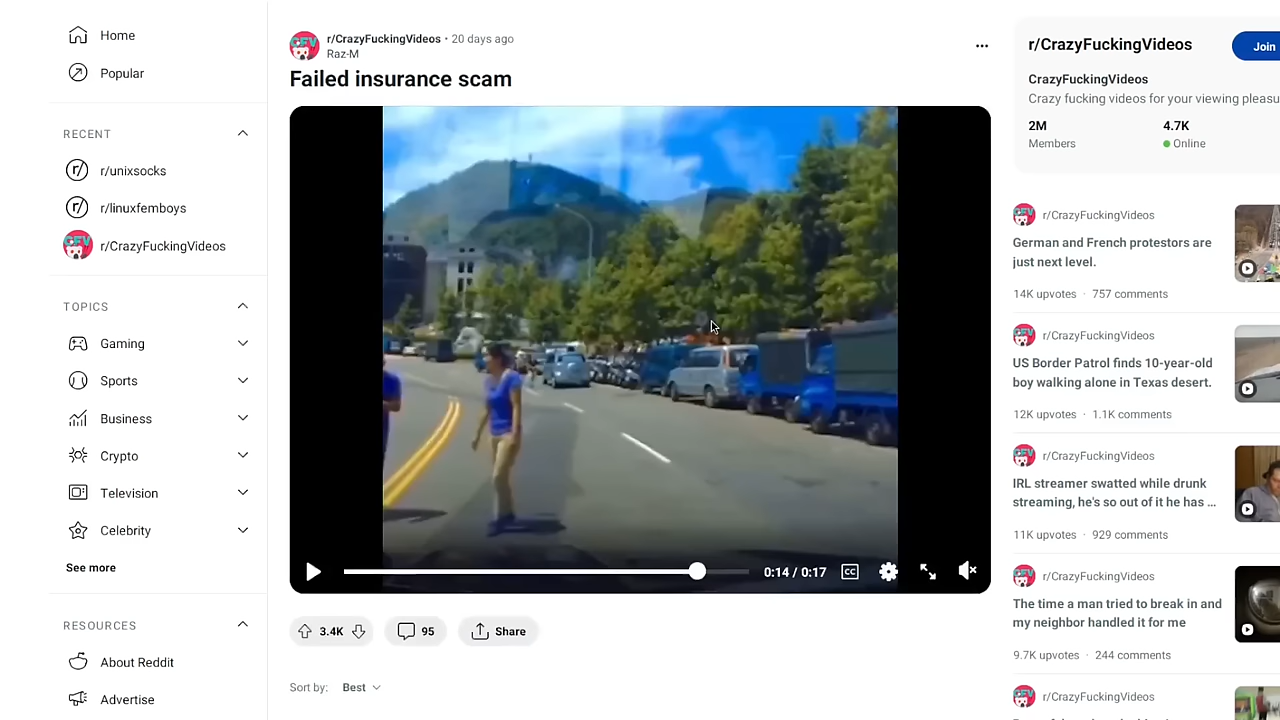 Home
Popular
RECENT
r/unixsocks
r/linuxfemboys
r/CrazyFuckingVideos
TOPICS
Gaming
Sports
Business
Crypto
Television
Celebrity
See more
RESOURCES
About Reddit
Advertise
r/CrazyFuckingVideos • 20 days ago
Raz-M
Failed insurance scam
0:14 / 0:17
CC
3.4K
95
Share
Sort by: Best
r/CrazyFuckingVideos
Join
CrazyFuckingVideos
Crazy fucking videos for your viewing pleasu
2M
4.7K
Members
Online
r/CrazyFuckingVideos
German and French protestors are
just next level.
14K upvotes · 757 comments
r/CrazyFuckingVideos
US Border Patrol finds 10-year-old
boy walking alone in Texas desert.
12K upvotes · 1.1K comments
r/CrazyFuckingVideos
IRL streamer swatted while drunk
streaming, he's so out of it he has ...
11K upvotes · 929 comments
r/CrazyFuckingVideos
The time a man tried to break in and
my neighbor handled it for me
9.7K upvotes · 244 comments
r/CrazyFuckingVideos